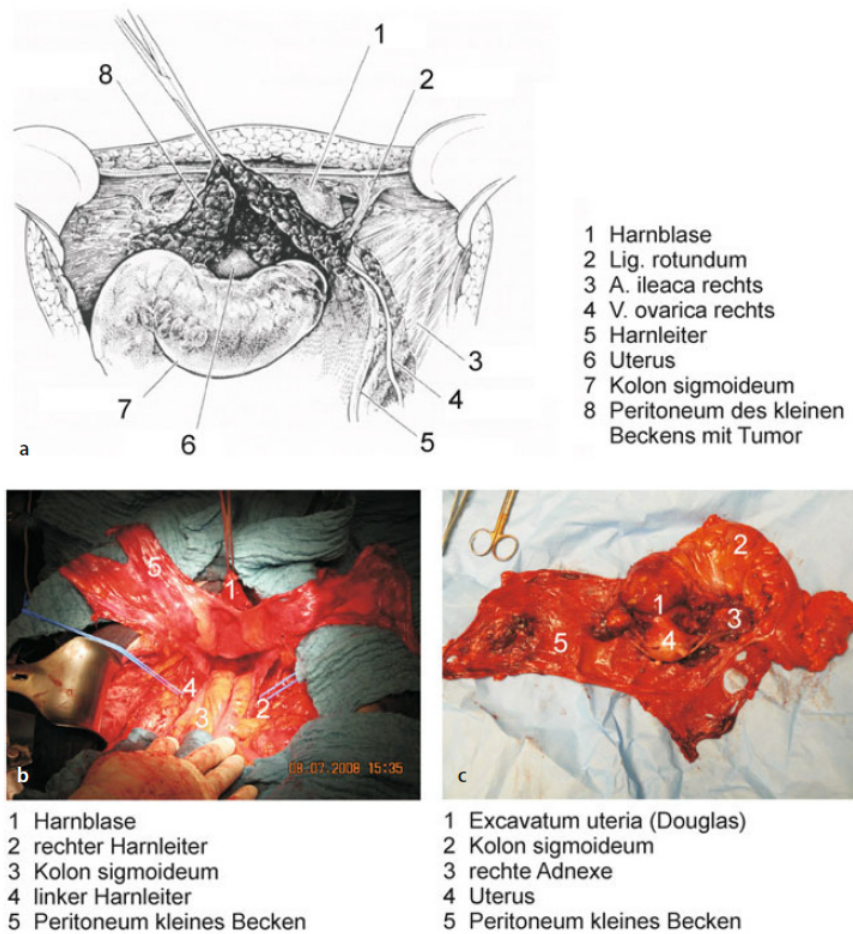 1
8
2
1 Harnblase
2 Lig. rotundum
3 A. ileaca rechts
4 V. ovarica rechts
5 Harnleiter
6 Uterus
7 Kolon sigmoideum
8 Peritoneum des kleinen
Beckens mit Tumor
3
7
4
a
6
5
5
1
4
2
3
b
08-07-2008 15:35
2
1
3
5
4
c
1 Harnblase
2 rechter Harnleiter
3 Kolon sigmoideum
4 linker Harnleiter
5 Peritoneum kleines Becken
1 Excavatum uteria (Douglas)
2 Kolon sigmoideum
3 rechte Adnexe
4 Uterus
5 Peritoneum kleines Becken